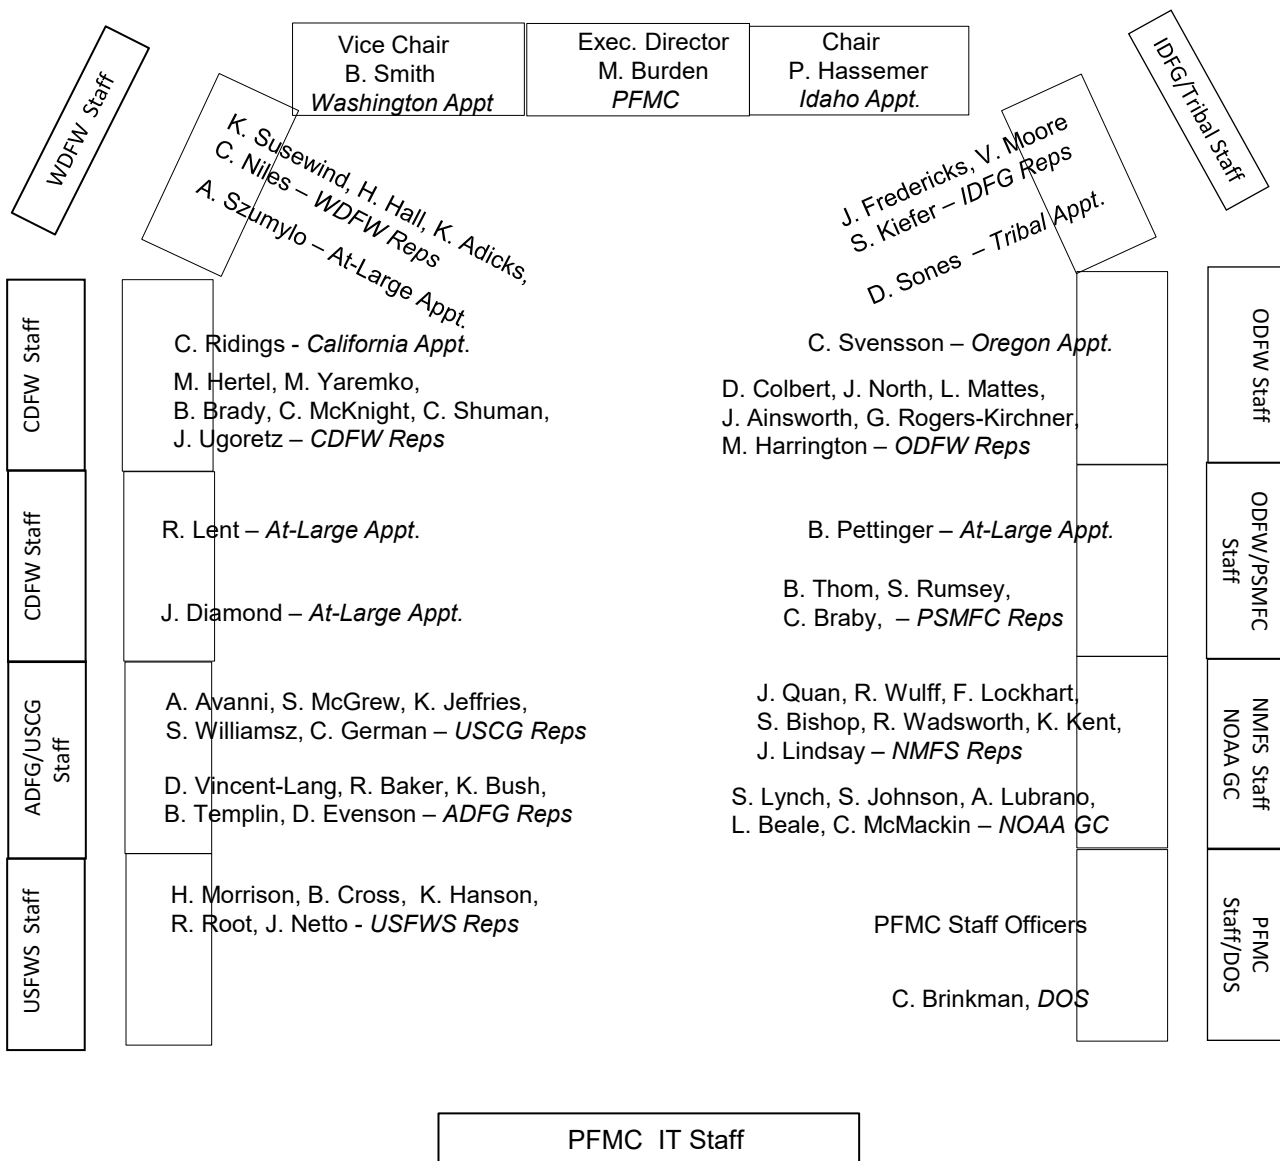 Vice Chair
B. Smith
Washington Appt
Exec. Director
M. Burden
PFMC
Chair
P. Hassemer
Idaho Appt.
WDFW Staff
K. Susewind, H. Hall, K. Adicks,
C. Niles – WDFW Reps
A. Szumylo – At-Large Appt.
J. Fredericks, V. Moore
S. Kiefer – IDFG Reps
D. Sones – Tribal Appt.
IDFG/Tribal Staff
CDFW Staff
C. Ridings - California Appt.
M. Hertel, M. Yaremko,
B. Brady, C. McKnight, C. Shuman,
J. Ugoretz – CDFW Reps
C. Svensson – Oregon Appt.
D. Colbert, J. North, L. Mattes,
J. Ainsworth, G. Rogers-Kirchner,
M. Harrington – ODFW Reps
ODFW Staff
CDFW Staff
R. Lent – At-Large Appt.
J. Diamond – At-Large Appt.
B. Pettinger – At-Large Appt.
B. Thom, S. Rumsey,
C. Braby, – PSMFC Reps
ODFW/PSMFC
Staff
ADFG/USCG
Staff
A. Avanni, S. McGrew, K. Jeffries,
S. Williamsz, C. German – USCG Reps
D. Vincent-Lang, R. Baker, K. Bush,
B. Templin, D. Evenson – ADFG Reps
J. Quan, R. Wulff, F. Lockhart,
S. Bishop, R. Wadsworth, K. Kent,
J. Lindsay – NMFS Reps
S. Lynch, S. Johnson, A. Lubrano,
L. Beale, C. McMackin – NOAA GC
NMFS Staff
NOAA GC
USFWS Staff
H. Morrison, B. Cross, K. Hanson,
R. Root, J. Netto - USFWS Reps
PFMC Staff Officers
C. Brinkman, DOS
PFMC
Staff/DOS
PFMC IT Staff